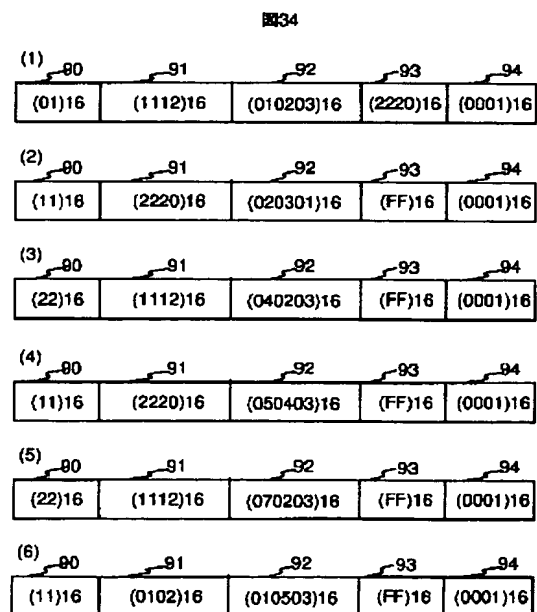 図34
(1)
90 91 92 93 94
(01)16 (1112)16 (010203)16 (2220)16 (0001)16
(2)
90 91 92 93 94
(11)16 (2220)16 (020301)16 (FF)16 (0001)16
(3)
90 91 92 93 94
(22)16 (1112)16 (040203)16 (FF)16 (0001)16
(4)
90 91 92 93 94
(11)16 (2220)16 (050403)16 (FF)16 (0001)16
(5)
90 91 92 93 94
(22)16 (1112)16 (070203)16 (FF)16 (0001)16
(6)
90 91 92 93 94
(11)16 (0102)16 (010503)16 (FF)16 (0001)16